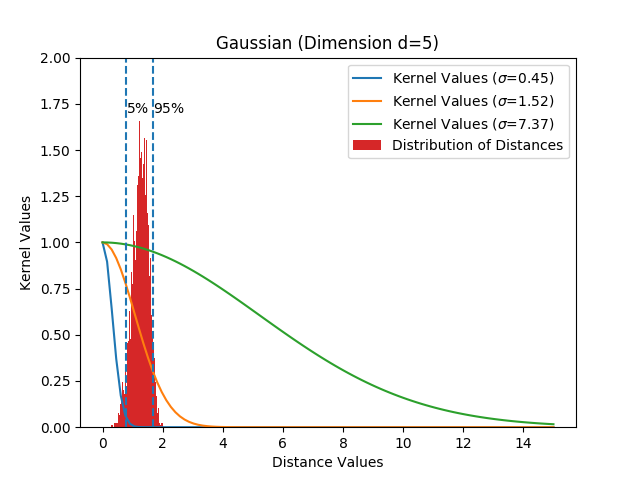 Gaussian (Dimension d=5)
Kernel Values (σ=0.45)
Kernel Values (σ=1.52)
Kernel Values (σ=7.37)
Distribution of Distances
5%
95%
Kernel Values
2.00
1.75
1.50
1.25
1.00
0.75
0.50
0.25
0.00
0 2 4 6 8 10 12 14
Distance Values